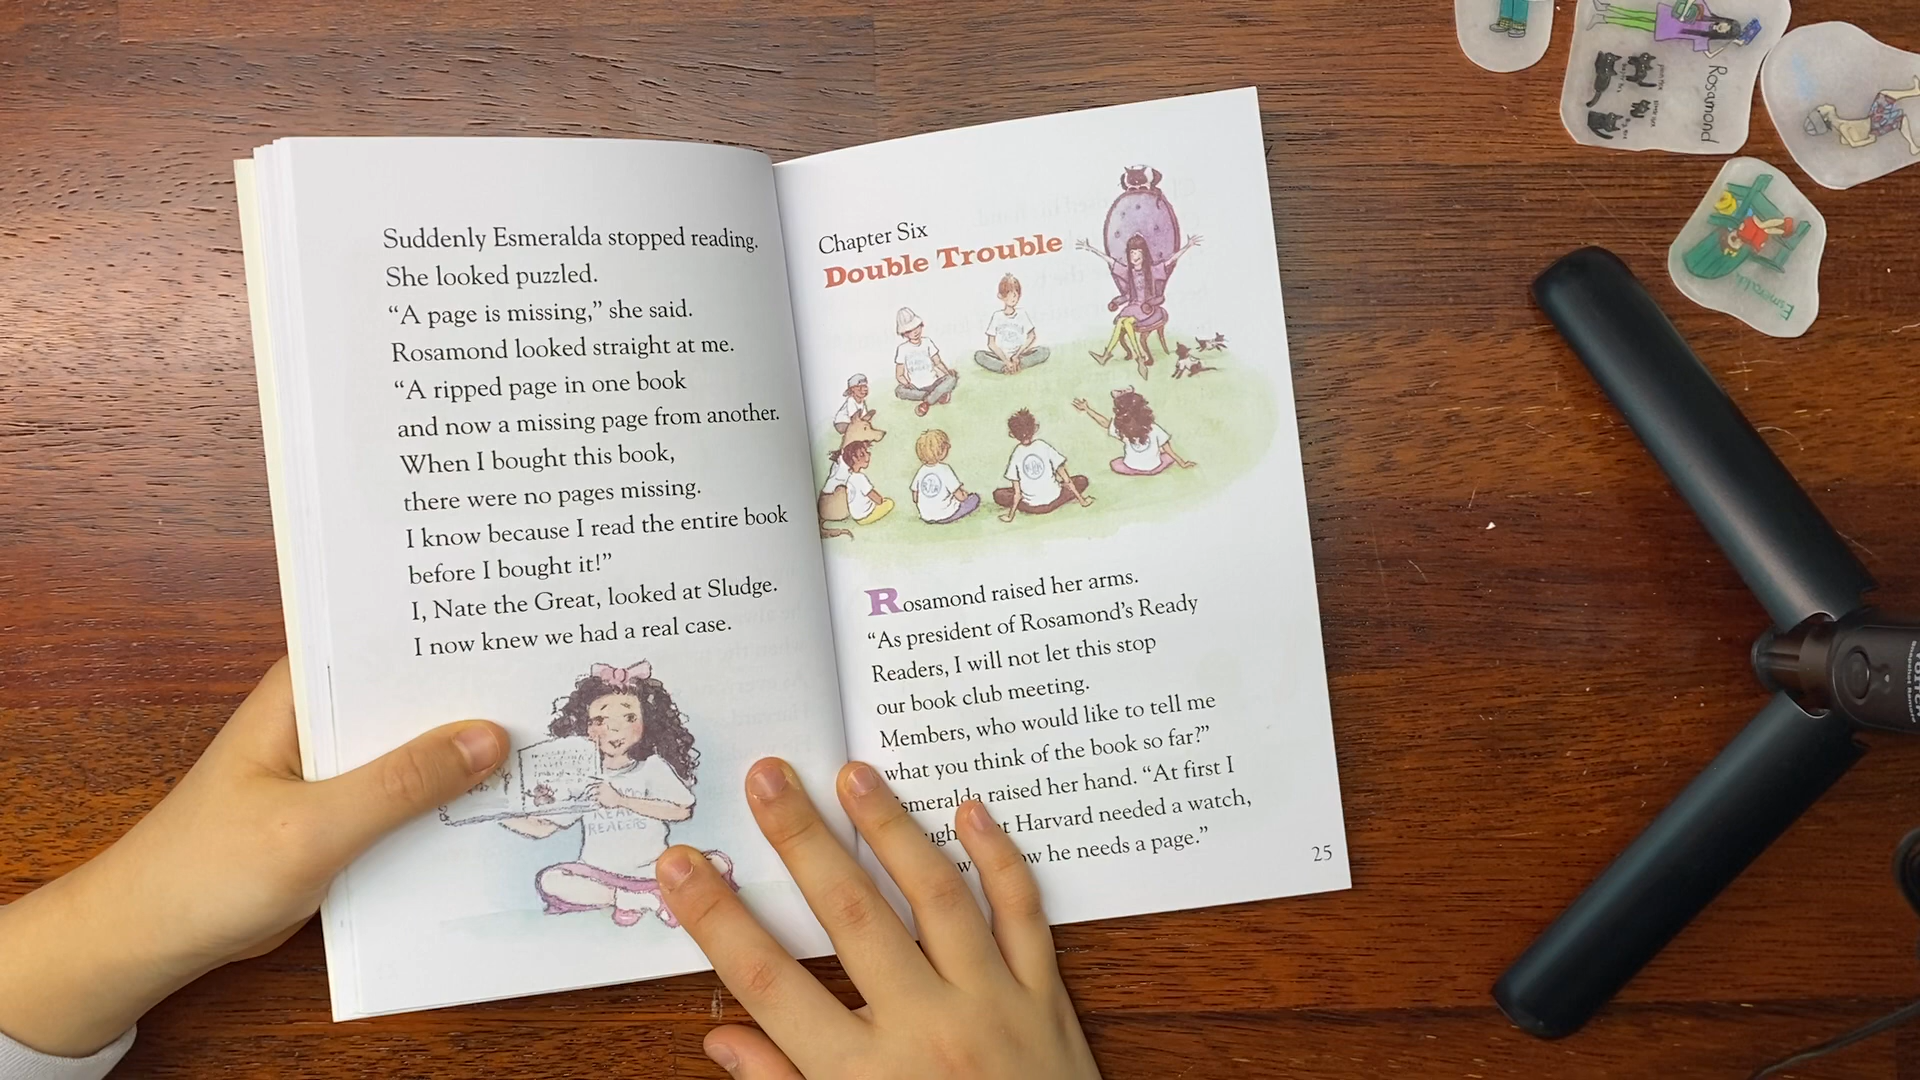 Suddenly Esmeralda stopped reading.
She looked puzzled.
“A page is missing,” she said.
Rosamond looked straight at me.
“A ripped page in one book
and now a missing page from another.
When I bought this book,
there were no pages missing.
I know because I read the entire book
before I bought it!”
I, Nate the Great, looked at Sludge.
I now knew we had a real case.
READERS
Chapter Six
Double Trouble
Rosamond raised her arms.
“As president of Rosamond’s Ready
Readers, I will not let this stop
our book club meeting.
Members, who would like to tell me
what you think of the book so far?”
smeralda raised her hand. “At first I
Harvard needed a watch,
he needs a page.”
25
Rosamond
Esmeralda